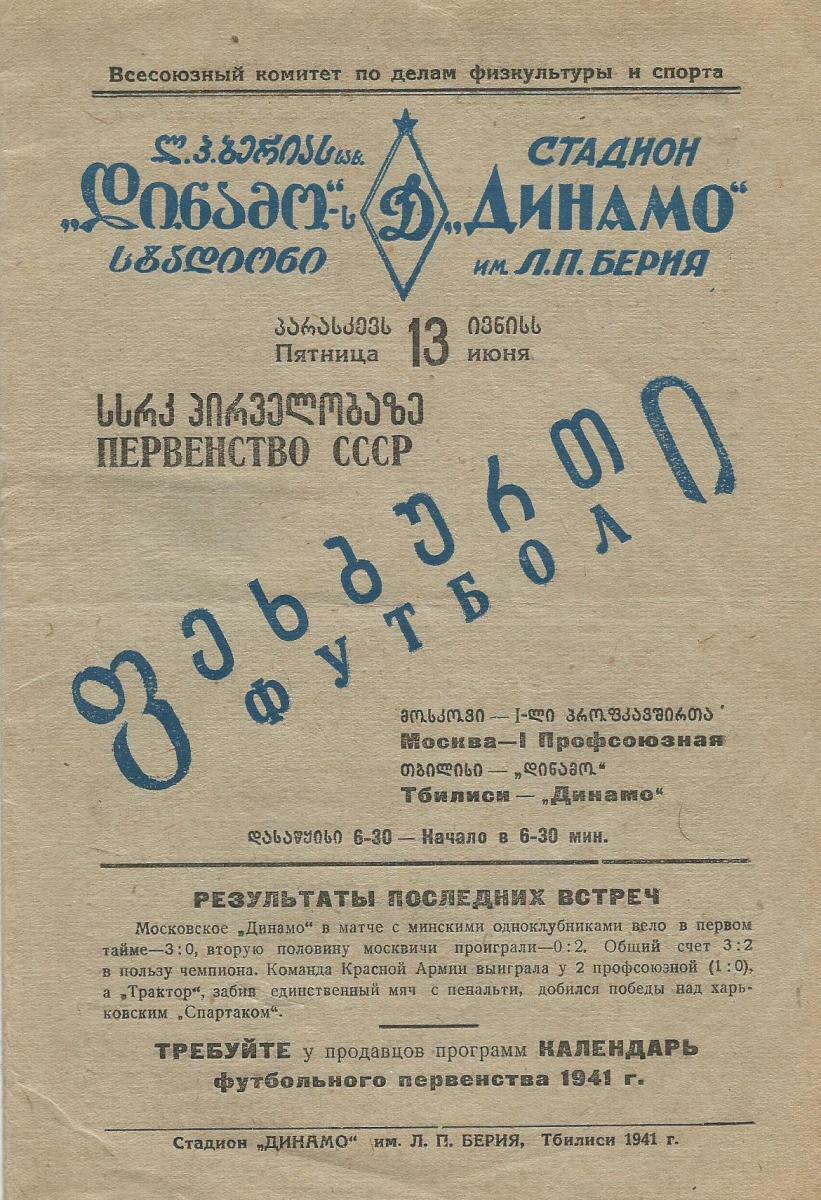 Всесоюзный комитет по делам физкультуры и спорта
ლ.პ.ბერიას სახ.
„დინამო“-ს
სტადიონი
Д
СТАДИОН
„ДИНАМО“
им. Л.П. БЕРИЯ
პარასკევს 13 ივნისს
Пятница июня
სსრკ პირველობაზე
ПЕРВЕНСТВО СССР
ფეხბურთი
ФУТБОЛ
მოსკოვი — I-ლი პროფკავშირთა
Москва—I Профсоюзная
თბილისი — „დინამო“
Тбилиси — „Динамо“
დასაწყისი 6-30 — Начало в 6-30 мин.
РЕЗУЛЬТАТЫ ПОСЛЕДНИХ ВСТРЕЧ
Московское „Динамо“ в матче с минскими одноклубниками вело в первом
тайме—3:0, вторую половину москвичи проиграли—0:2. Общий счет 3:2
в пользу чемпиона. Команда Красной Армии выиграла у 2 профсоюзной (1:0),
а „Трактор“, забив единственный мяч с пенальти, добился победы над харь-
ковским „Спартаком“.
ТРЕБУЙТЕ у продавцов программ КАЛЕНДАРЬ
футбольного первенства 1941 г.
Стадион „ДИНАМО“ им. Л. П. БЕРИЯ, Тбилиси 1941 г.